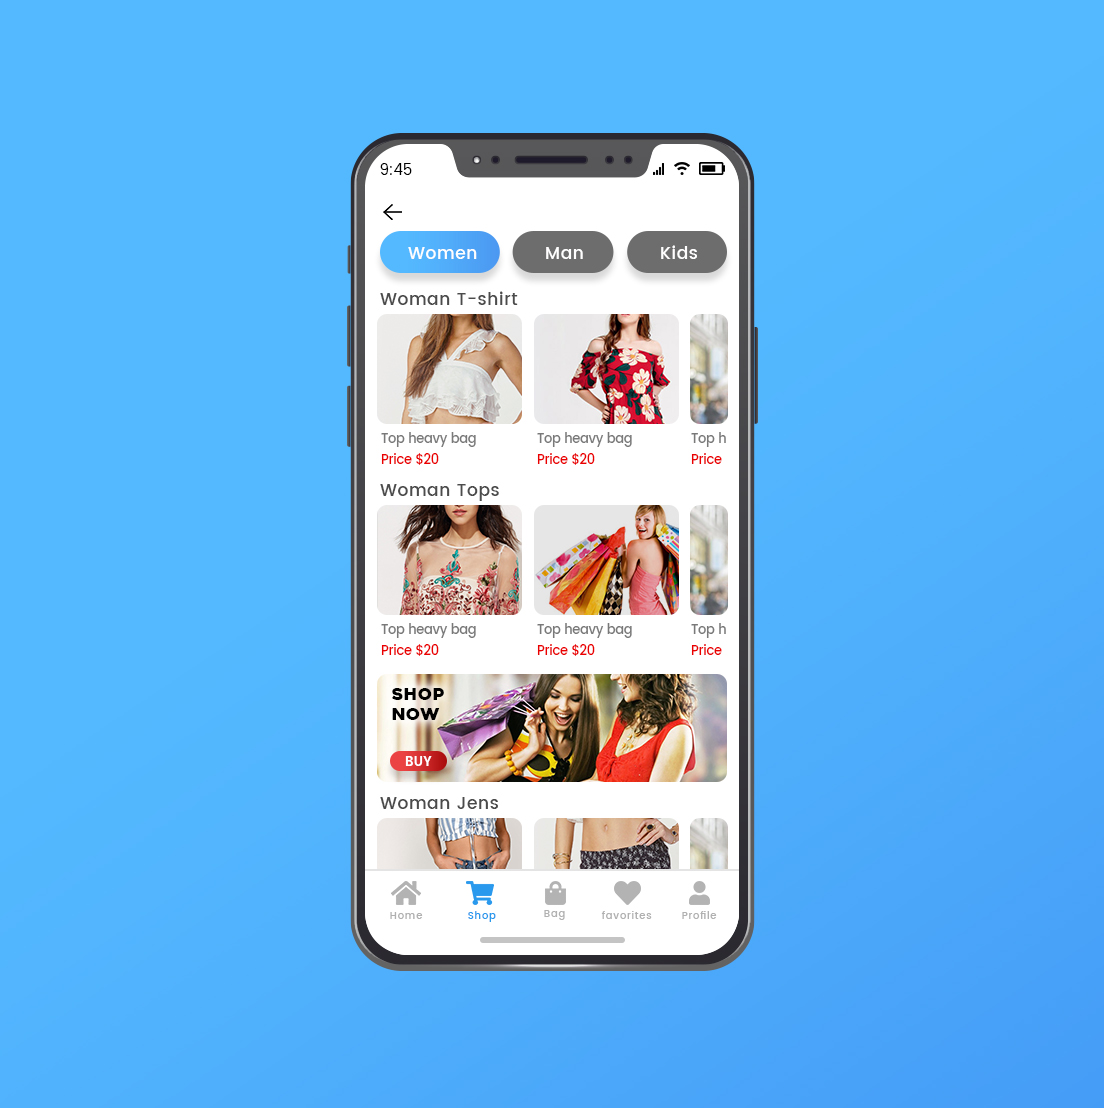 9:45
Women
Man
Kids
Woman T-shirt
Top heavy bag
Top heavy bag
Top h
Price $20
Price $20
Price
Woman Tops
Top heavy bag
Top heavy bag
Top h
Price $20
Price $20
Price
SHOP
NOW
BUY
Woman Jens
Home
Shop
Bag
favorites
Profile